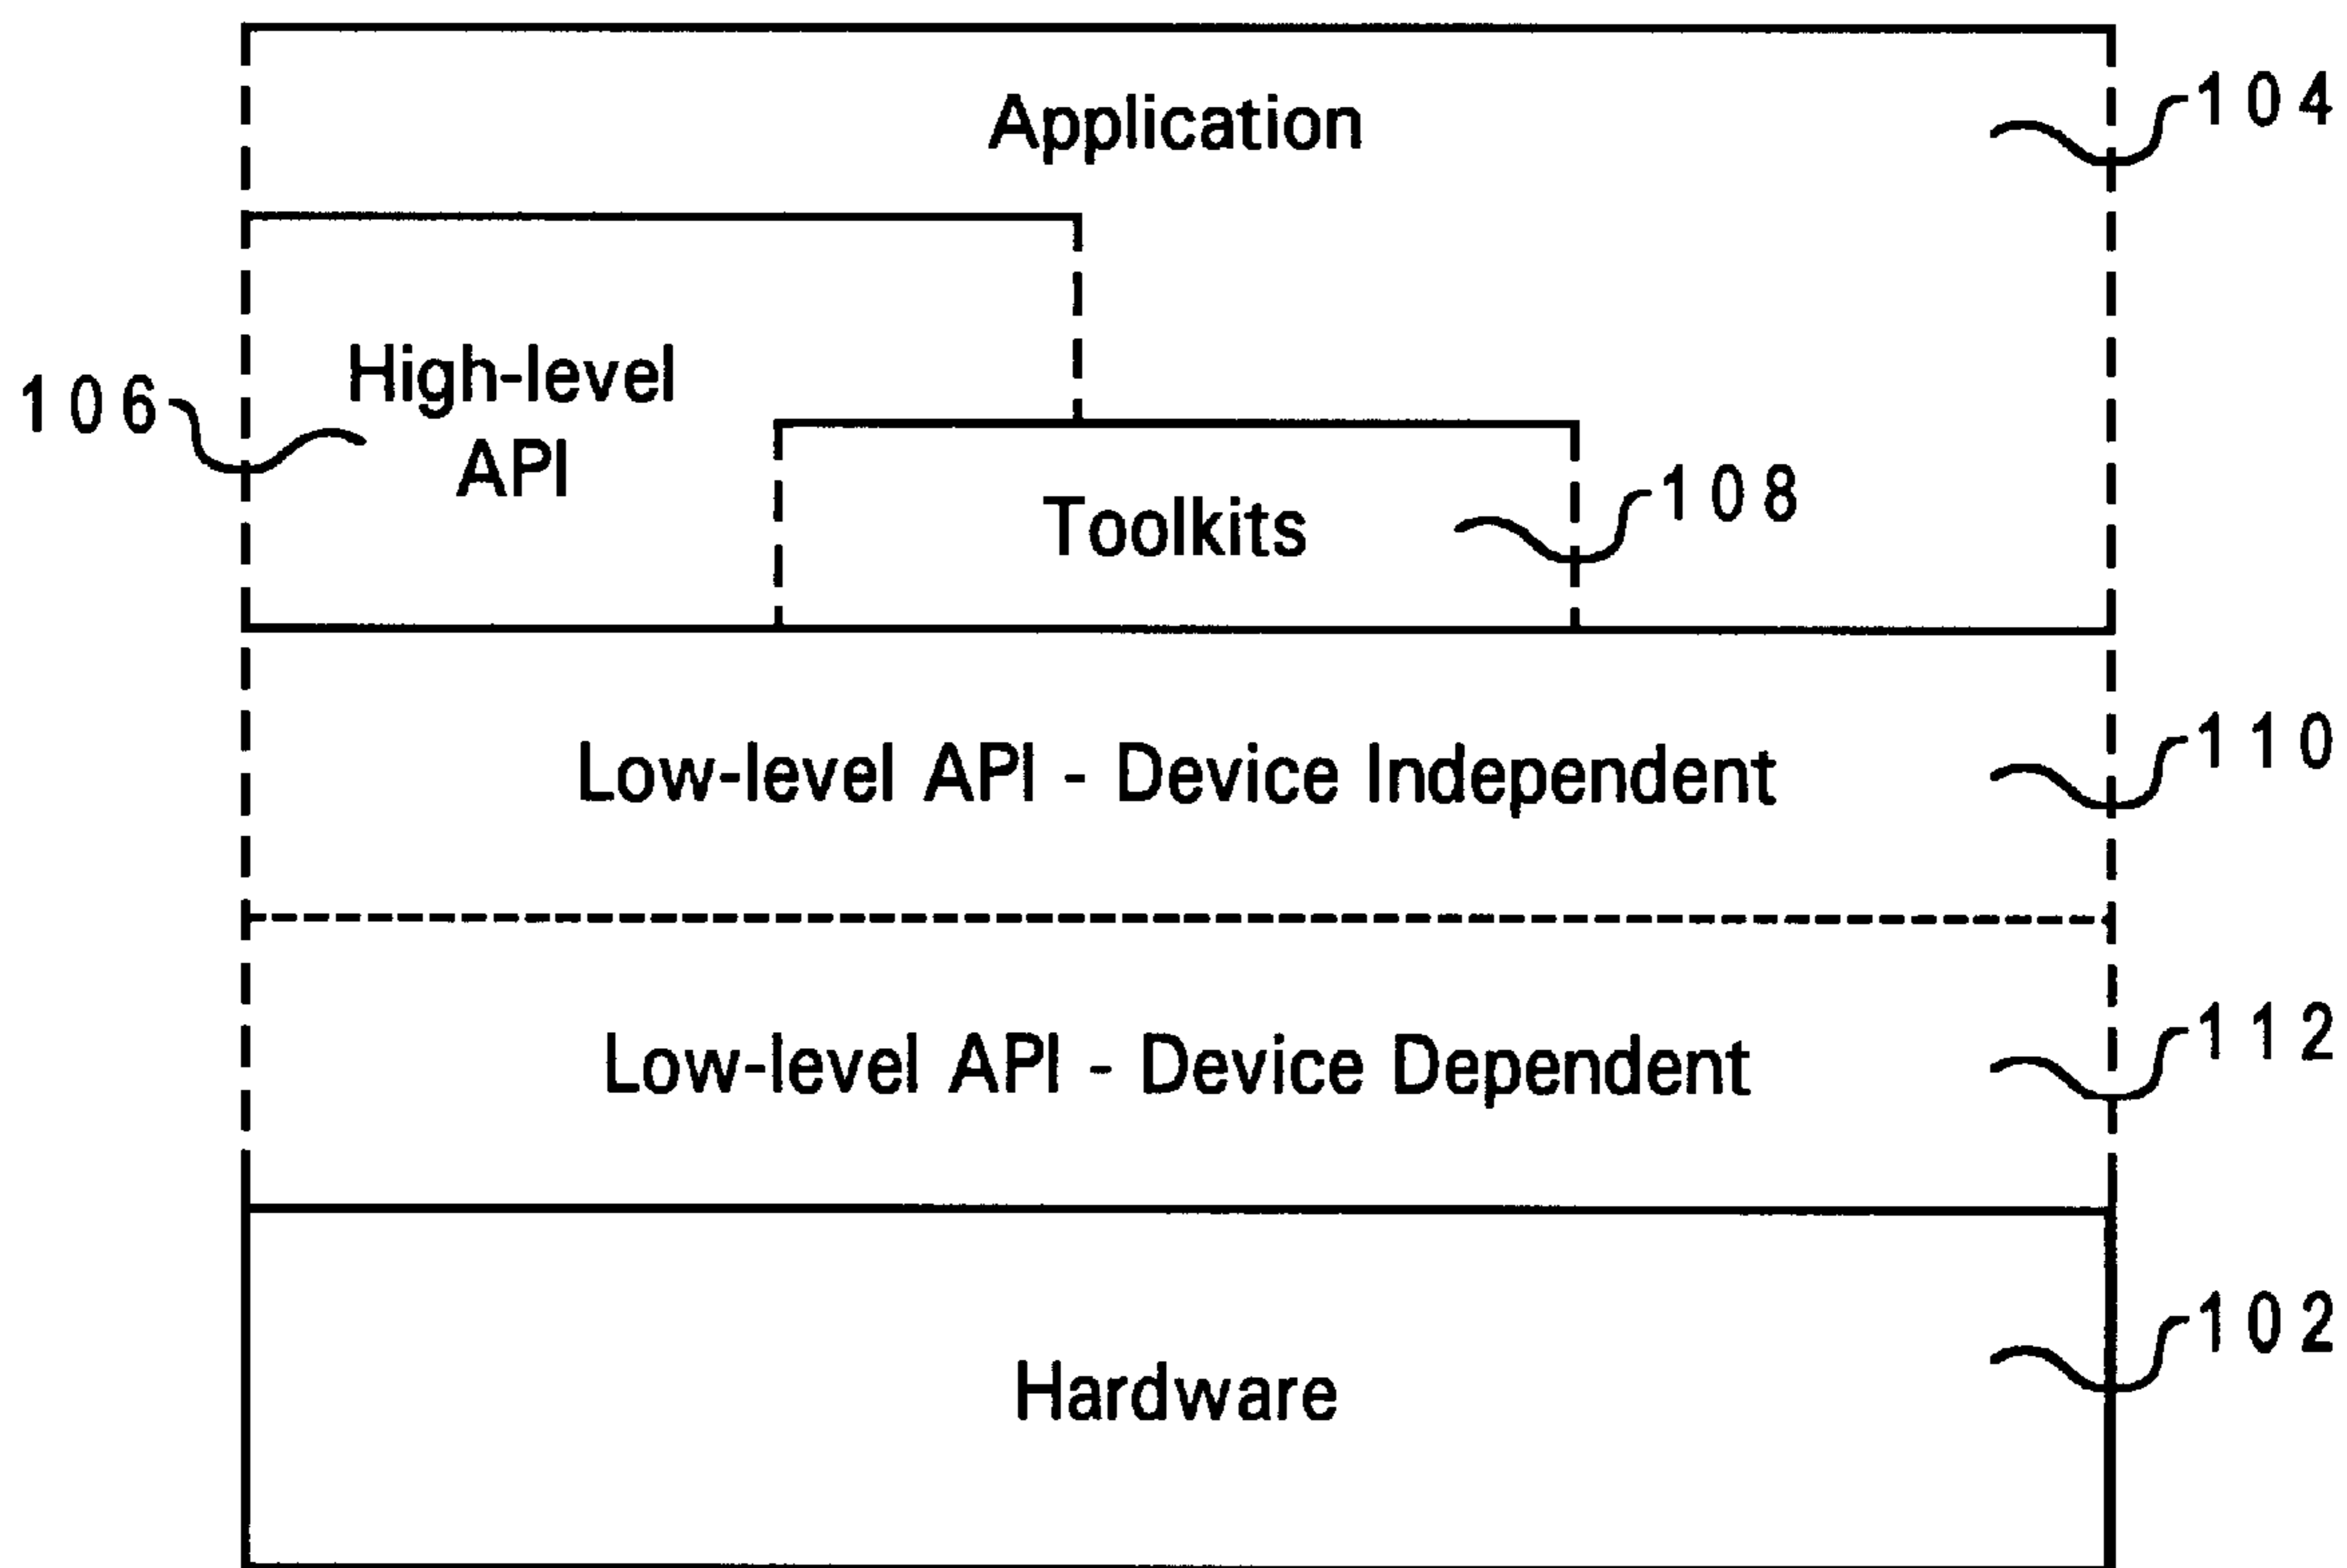 Application
104
High-level
API
106
Toolkits
108
Low-level API - Device Independent
110
Low-level API - Device Dependent
112
Hardware
102